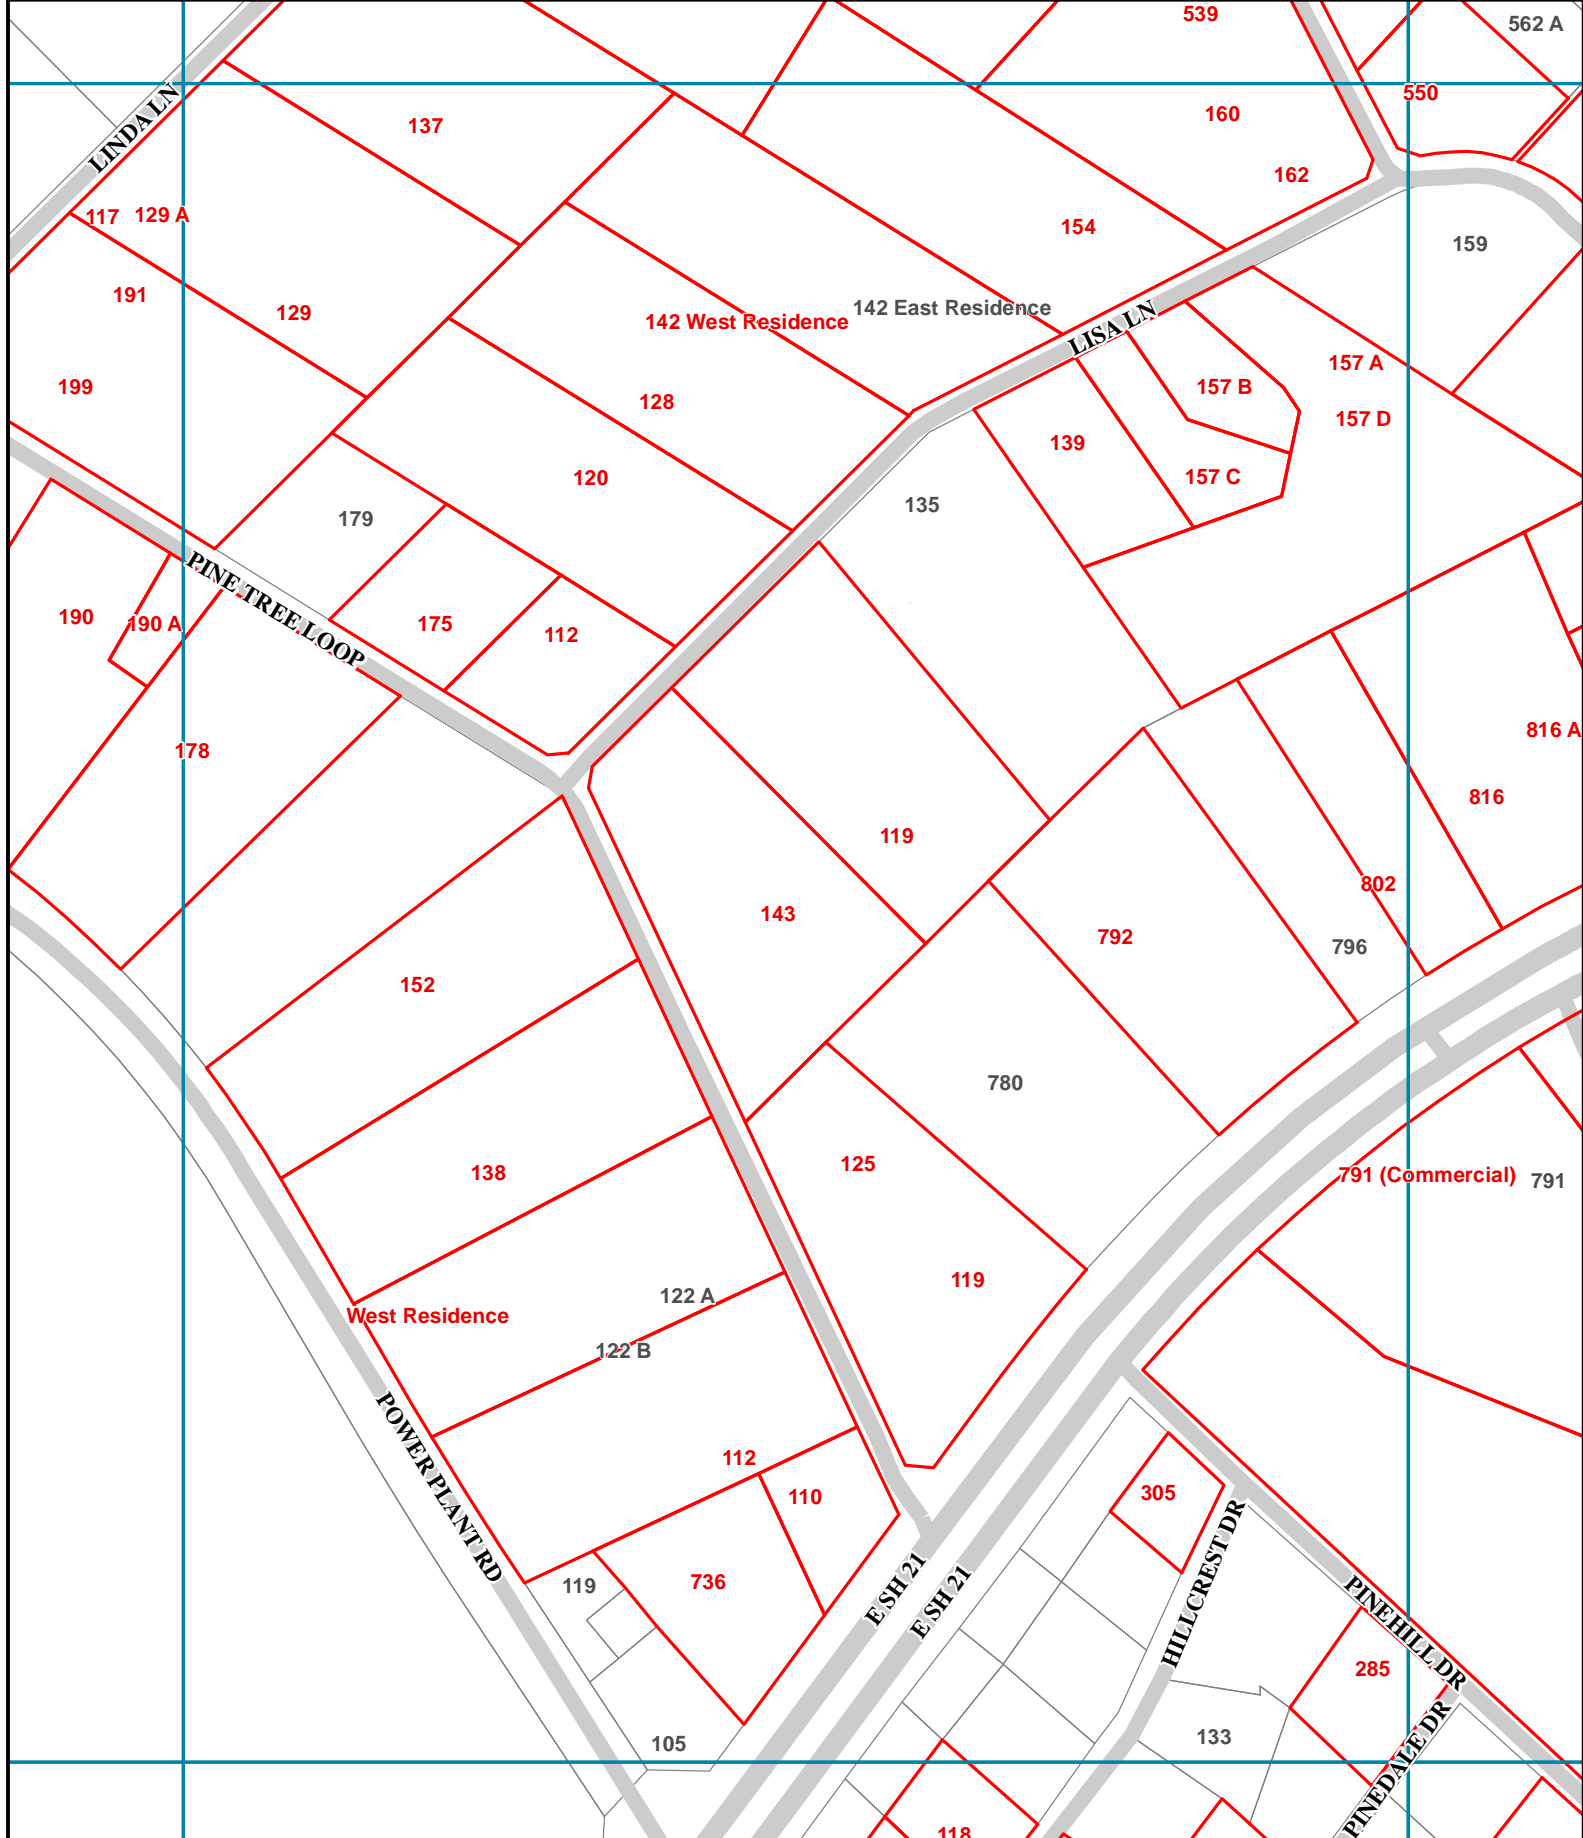 539
562 A
550
LINDA LN
137
160
162
117
129 A
154
159
191
129
142 West Residence
142 East Residence
LISA LN
157 A
199
128
157 B
157 D
139
157 C
120
135
179
PINE TREE LOOP
190
190 A
175
112
178
816 A
816
119
802
143
792
796
152
780
125
138
791 (Commercial)
791
119
122 A
West Residence
122 B
POWER PLANT RD
112
110
305
HILLCREST DR
E SH 21
E SH 21
119
736
PINEHILL DR
285
105
133
PINEDALE DR
118